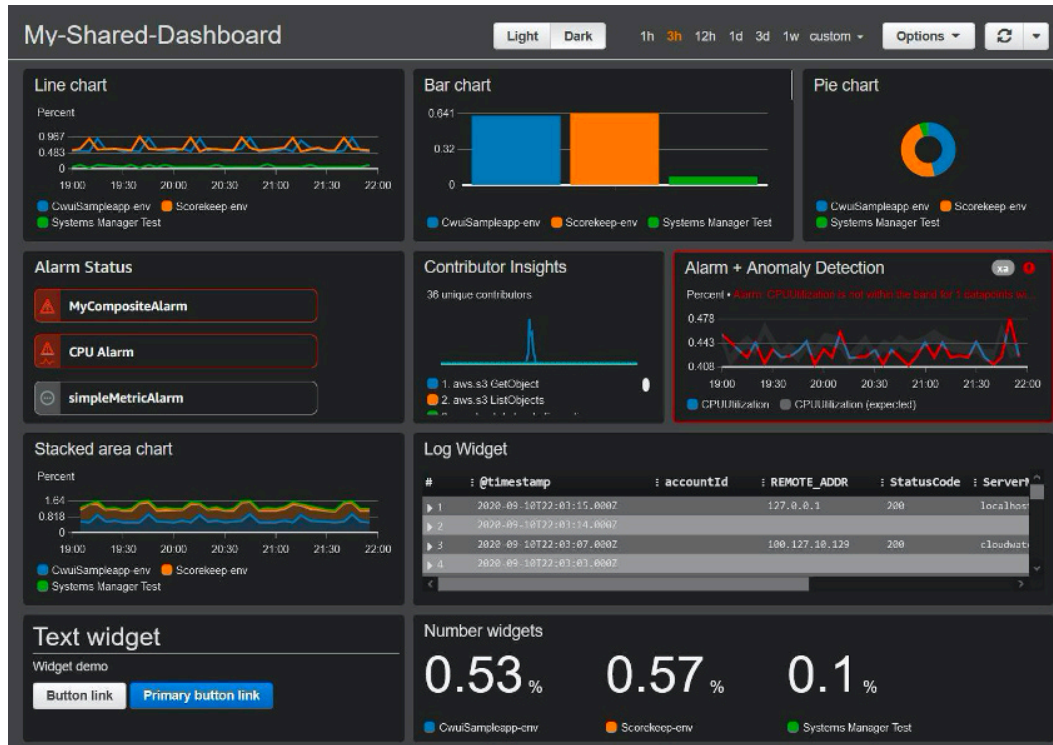 My-Shared-Dashboard
Light Dark 1h 3h 12h 1d 3d 1w custom Options
Line chart
Percent
0.967
0.483
0
19:00 19:30 20:00 20:30 21:00 21:30 22:00
CwuiSampleapp-env Scorekeep-env
Systems Manager Test
Bar chart
0.641
0.32
0
CwuiSampleapp-env Scorekeep-env Systems Manager Test
Pie chart
CwuiSampleapp-env Scorekeep-env
Systems Manager Test
Alarm Status
MyCompositeAlarm
CPU Alarm
simpleMetricAlarm
Contributor Insights
36 unique contributors
1. aws.s3 GetObject
2. aws.s3 ListObjects
Alarm + Anomaly Detection
Percent • Alarm: CPUUtilization is not within the band for 1 datapoints wi...
0.478
0.443
0.408
19:00 19:30 20:00 20:30 21:00 21:30 22:00
CPUUtilization CPUUtilization (expected)
Stacked area chart
Percent
1.64
0.818
0
19:00 19:30 20:00 20:30 21:00 21:30 22:00
CwuiSampleapp-env Scorekeep-env
Systems Manager Test
Log Widget
# : @timestamp : accountId : REMOTE_ADDR : StatusCode : ServerN
1 2020-09-10T22:03:15.000Z 127.0.0.1 200 localhos
2 2020-09-10T22:03:14.000Z
3 2020-09-10T22:03:07.000Z 100.127.10.129 200 cloudwat
4 2020-09-10T22:03:03.000Z
Text widget
Widget demo
Button link Primary button link
Number widgets
0.53 % 0.57 % 0.1 %
CwuiSampleapp-env Scorekeep-env Systems Manager Test